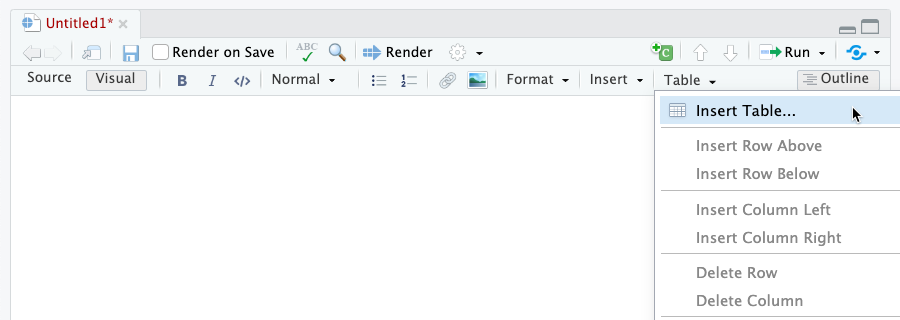 Untitled1*
Render on Save ABC Render C Run
Source Visual B I </> Normal Format Insert Table Outline
Insert Table...
Insert Row Above
Insert Row Below
Insert Column Left
Insert Column Right
Delete Row
Delete Column